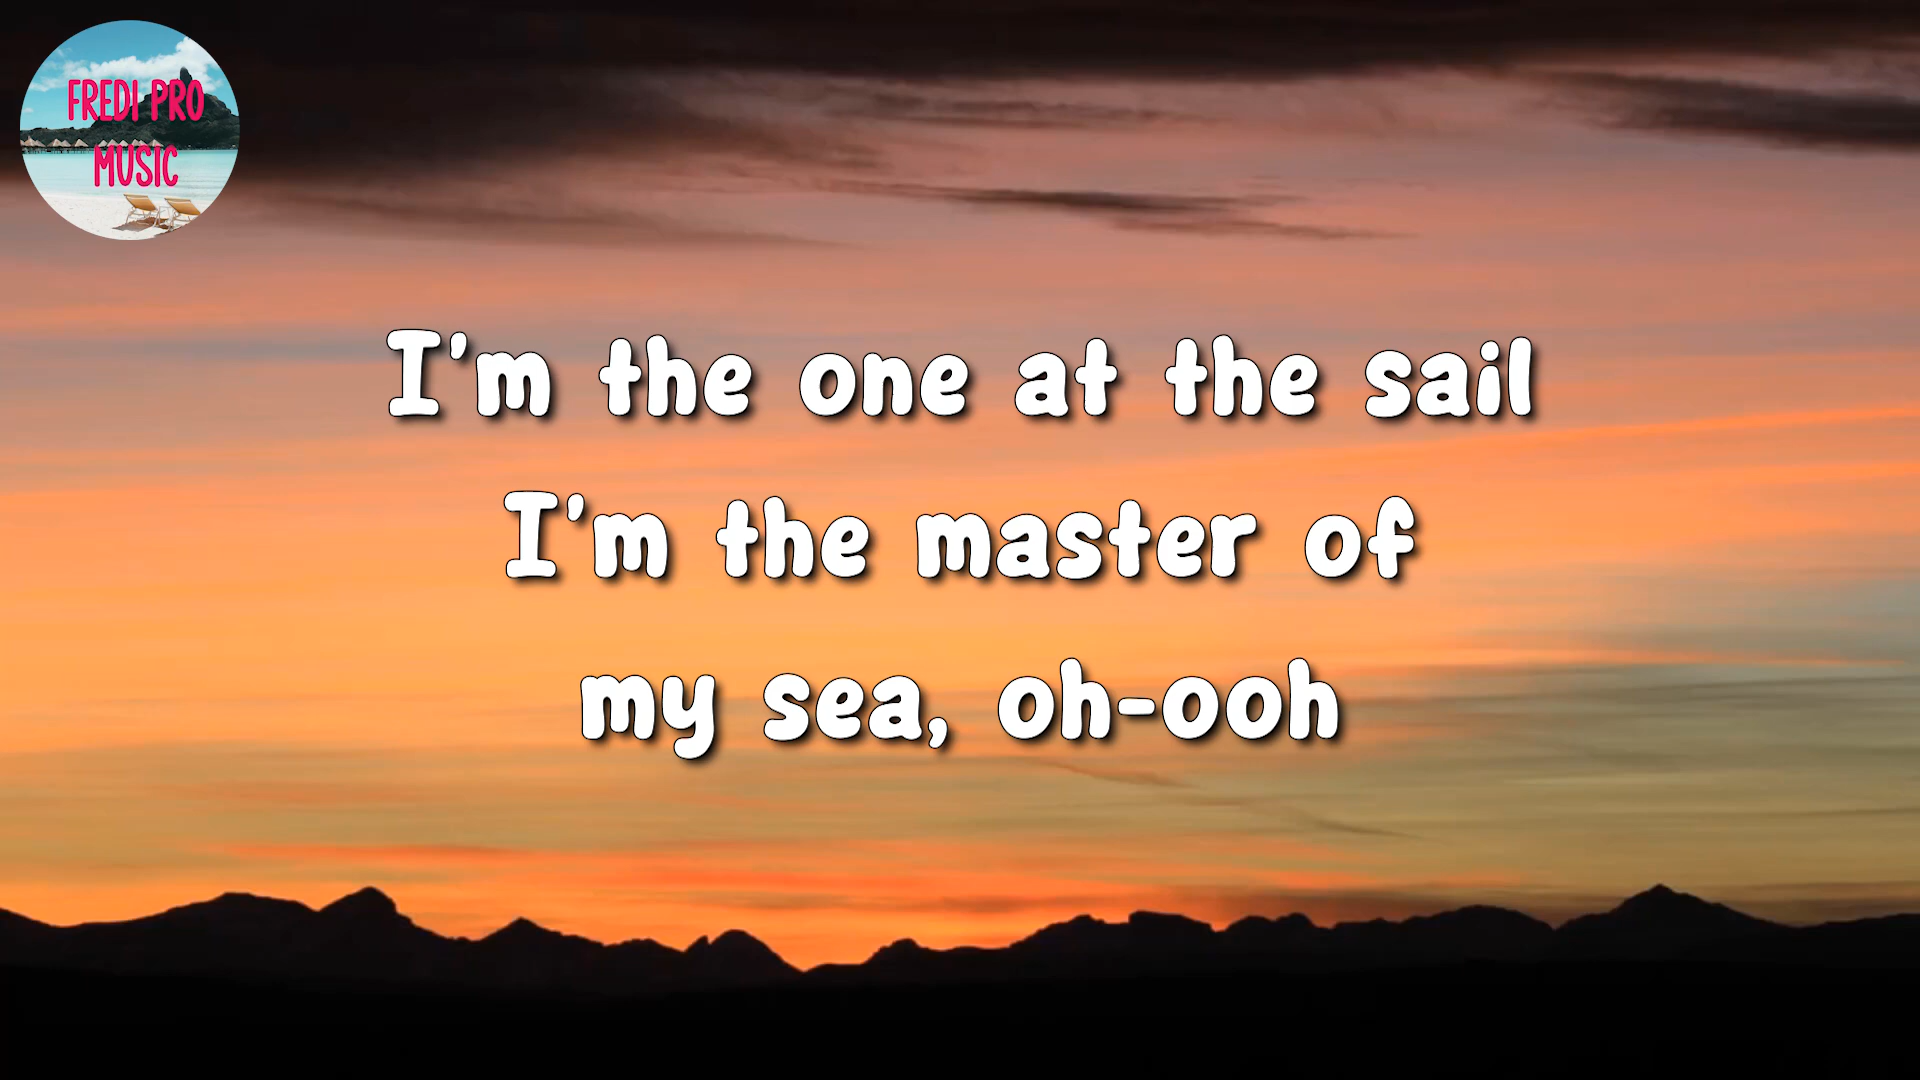 FREDI PRO
MUSIC
I'm the one at the sail
I'm the master of
my sea, oh-ooh